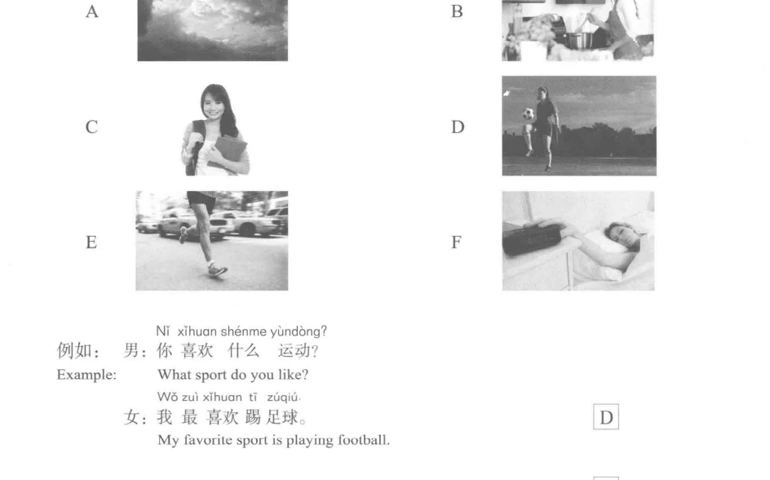 A
B
C
D
E
F
Nǐ xǐhuan shénme yùndòng?
例如： 男：你 喜欢 什么 运动?
Example: What sport do you like?
Wǒ zuì xǐhuan tī zúqiú.
女：我 最 喜欢 踢 足球。 D
My favorite sport is playing football.